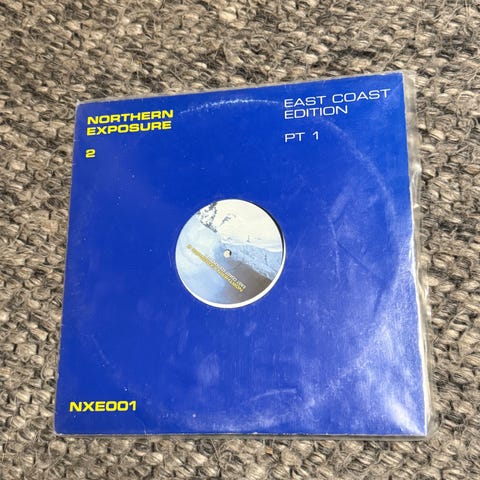 NORTHERN
EXPOSURE
2
EAST COAST
EDITION
PT 1
NXE001